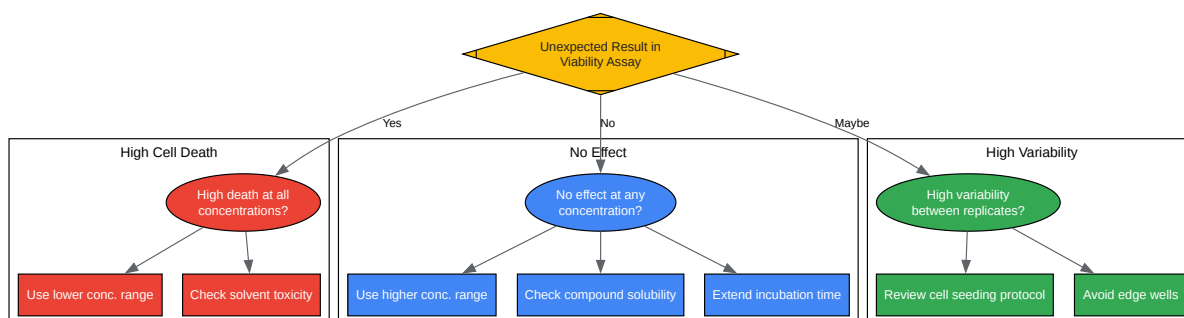 Unexpected Result in
Viability Assay
Yes
No
Maybe
High Cell Death
No Effect
High Variability
High death at all
concentrations?
No effect at any
concentration?
High variability
between replicates?
Use lower conc. range
Check solvent toxicity
Use higher conc. range
Check compound solubility
Extend incubation time
Review cell seeding protocol
Avoid edge wells